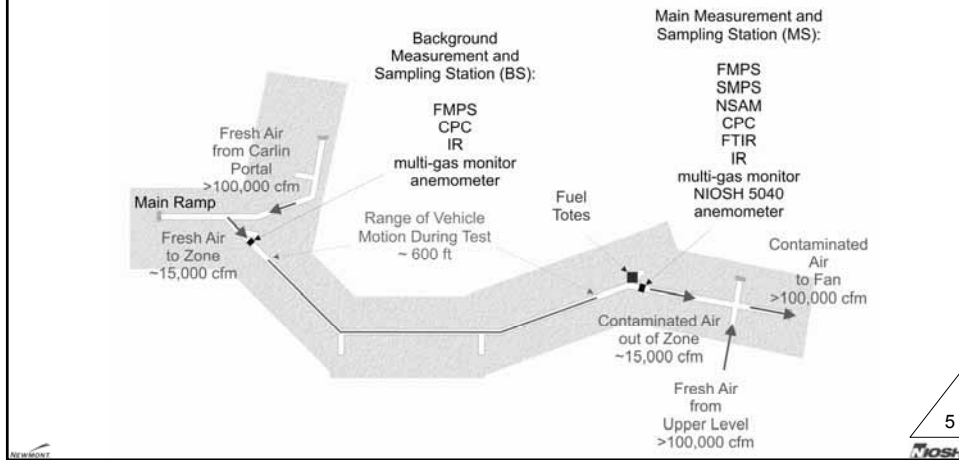 Background
Measurement and
Sampling Station (BS):
FMPS
CPC
IR
multi-gas monitor
anemometer
Main Measurement and
Sampling Station (MS):
FMPS
SMPS
NSAM
CPC
FTIR
IR
multi-gas monitor
NIOSH 5040
anemometer
Fresh Air
from Carlin
Portal
>100,000 cfm
Main Ramp
Fresh Air
to Zone
~15,000 cfm
Range of Vehicle
Motion During Test
~ 600 ft
Fuel
Totes
Contaminated
Air
to Fan
>100,000 cfm
Contaminated Air
out of Zone
~15,000 cfm
Fresh Air
from
Upper Level
>100,000 cfm
5
NEWMONT
NIOSH